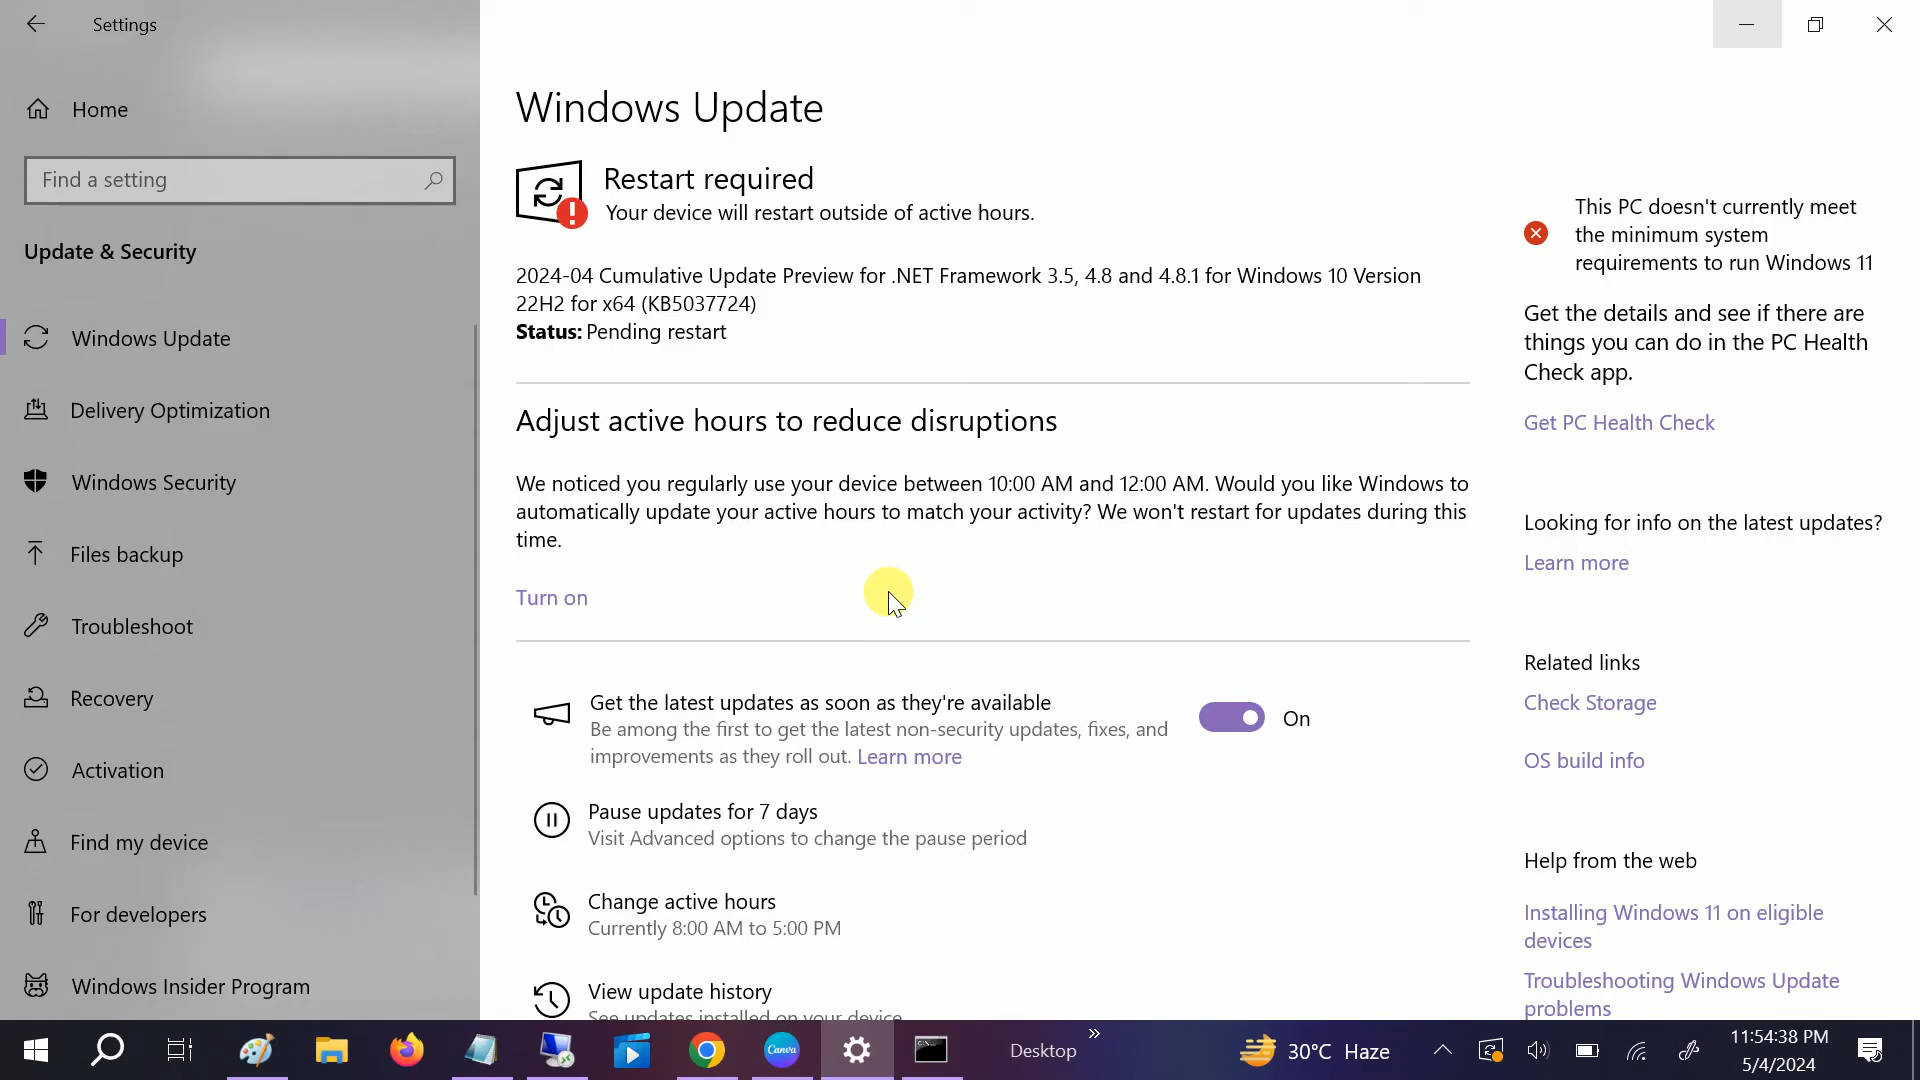 Settings
Home
Find a setting
Update & Security
Windows Update
Delivery Optimization
Windows Security
Files backup
Troubleshoot
Recovery
Activation
Find my device
For developers
Windows Insider Program
Windows Update
Restart required
Your device will restart outside of active hours.
2024-04 Cumulative Update Preview for .NET Framework 3.5, 4.8 and 4.8.1 for Windows 10 Version
22H2 for x64 (KB5037724)
Status: Pending restart
Adjust active hours to reduce disruptions
We noticed you regularly use your device between 10:00 AM and 12:00 AM. Would you like Windows to
automatically update your active hours to match your activity? We won't restart for updates during this
time.
Turn on
Get the latest updates as soon as they're available
Be among the first to get the latest non-security updates, fixes, and
improvements as they roll out. Learn more
On
Pause updates for 7 days
Visit Advanced options to change the pause period
Change active hours
Currently 8:00 AM to 5:00 PM
View update history
See updates installed on your device
This PC doesn't currently meet
the minimum system
requirements to run Windows 11
Get the details and see if there are
things you can do in the PC Health
Check app.
Get PC Health Check
Looking for info on the latest updates?
Learn more
Related links
Check Storage
OS build info
Help from the web
Installing Windows 11 on eligible
devices
Troubleshooting Windows Update
problems
Canva
Desktop
30°C Haze
11:54:38 PM
5/4/2024